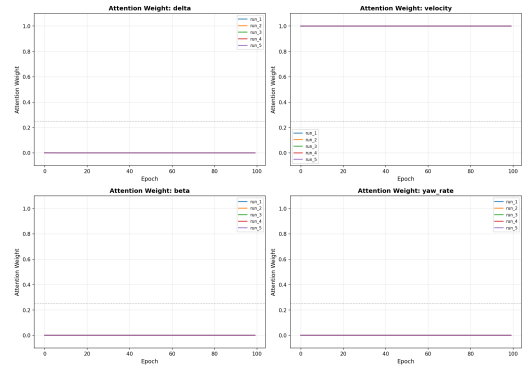 Attention Weight: delta
Attention Weight
1.0
0.8
0.6
0.4
0.2
0.0
run_1
run_2
run_3
run_4
run_5
0
20
40
60
80
100
Epoch
Attention Weight: velocity
Attention Weight
1.0
0.8
0.6
0.4
0.2
0.0
run_1
run_2
run_3
run_4
run_5
0
20
40
60
80
100
Epoch
Attention Weight: beta
Attention Weight
1.0
0.8
0.6
0.4
0.2
0.0
run_1
run_2
run_3
run_4
run_5
0
20
40
60
80
100
Epoch
Attention Weight: yaw_rate
Attention Weight
1.0
0.8
0.6
0.4
0.2
0.0
run_1
run_2
run_3
run_4
run_5
0
20
40
60
80
100
Epoch